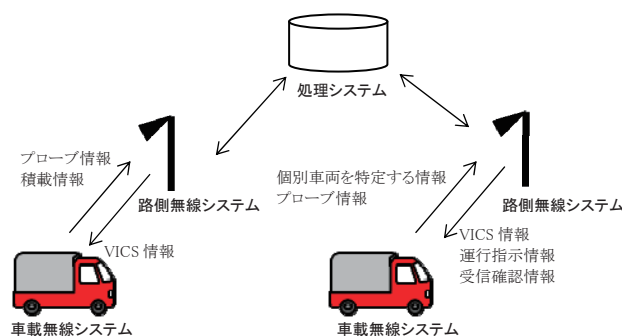 処理システム
プローブ情報
積載情報
路側無線システム
VICS 情報
車載無線システム
個別車両を特定する情報
プローブ情報
路側無線システム
VICS 情報
運行指示情報
受信確認情報
車載無線システム